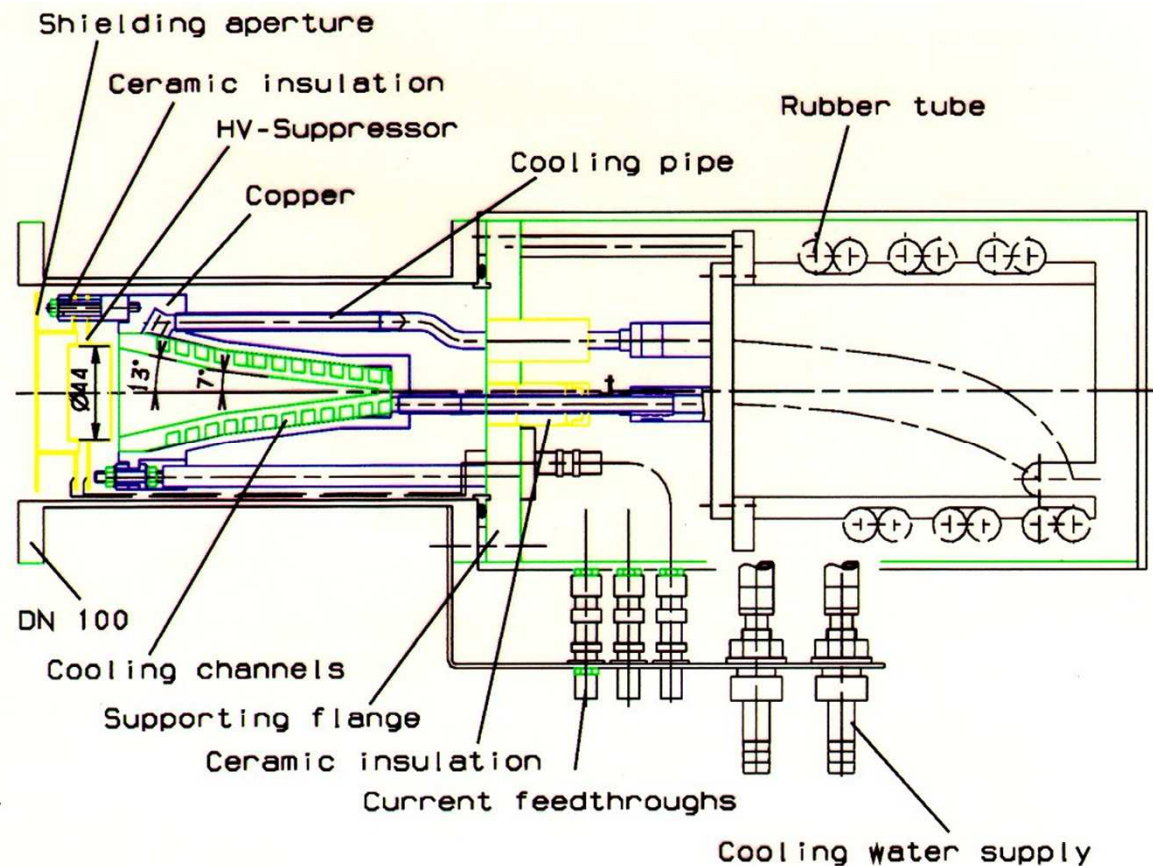 Shielding aperture
Ceramic insulation
HV-Suppressor
Copper
Cooling pipe
Rubber tube
Ø44
13°
7°
DN 100
Cooling channels
Supporting flange
Ceramic insulation
Current feedthroughs
Cooling water supply